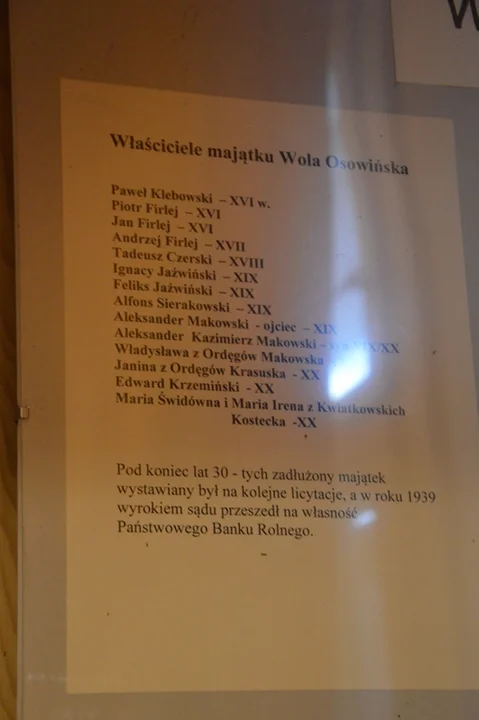 W
Właściciele majątku Wola Osowińska
Paweł Klebowski – XVI w.
Piotr Firlej – XVI
Jan Firlej – XVI
Andrzej Firlej – XVII
Tadeusz Czerski – XVIII
Ignacy Jaźwiński – XIX
Feliks Jaźwiński – XIX
Alfons Sierakowski – XIX
Aleksander Makowski - ojciec – XIX
Aleksander Kazimierz Makowski – syn XIX/XX
Władysława z Ordęgów Makowska
Janina z Ordęgów Krasuska - XX
Edward Krzemiński - XX
Maria Świdówna i Maria Irena z Kwiatkowskich
Kostecka -XX
Pod koniec lat 30 - tych zadłużony majątek
wystawiany był na kolejne licytacje, a w roku 1939
wyrokiem sądu przeszedł na własność
Państwowego Banku Rolnego.